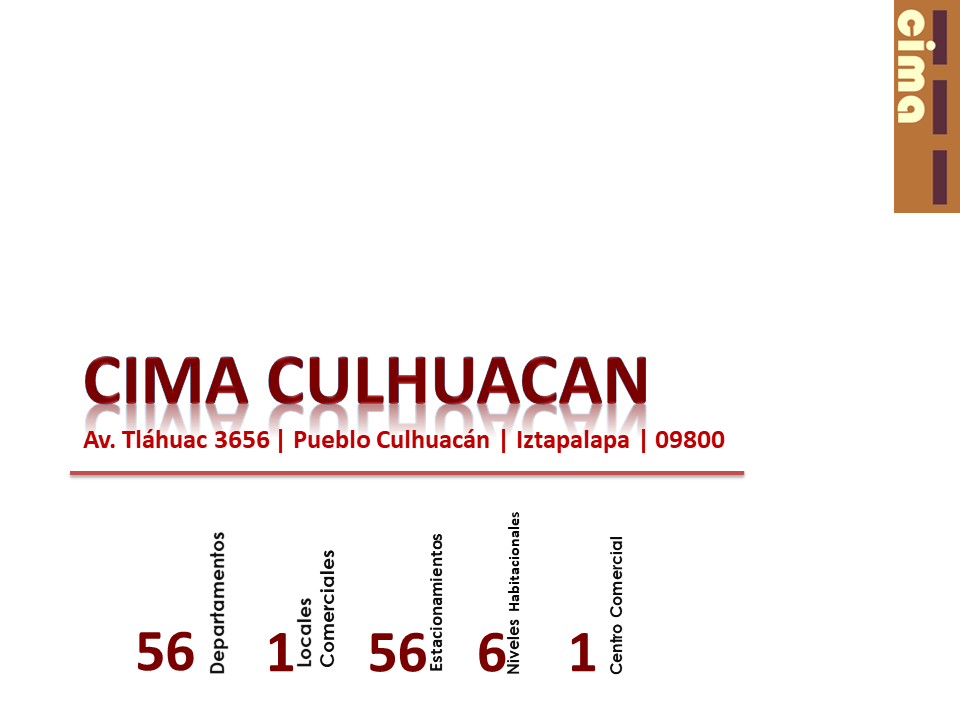 cima
CIMA CULHUACAN
Av. Tláhuac 3656 | Pueblo Culhuacán | Iztapalapa | 09800
56 Departamentos
1 Locales
Comerciales
56 Estacionamientos
6 Niveles Habitacionales
1 Centro Comercial